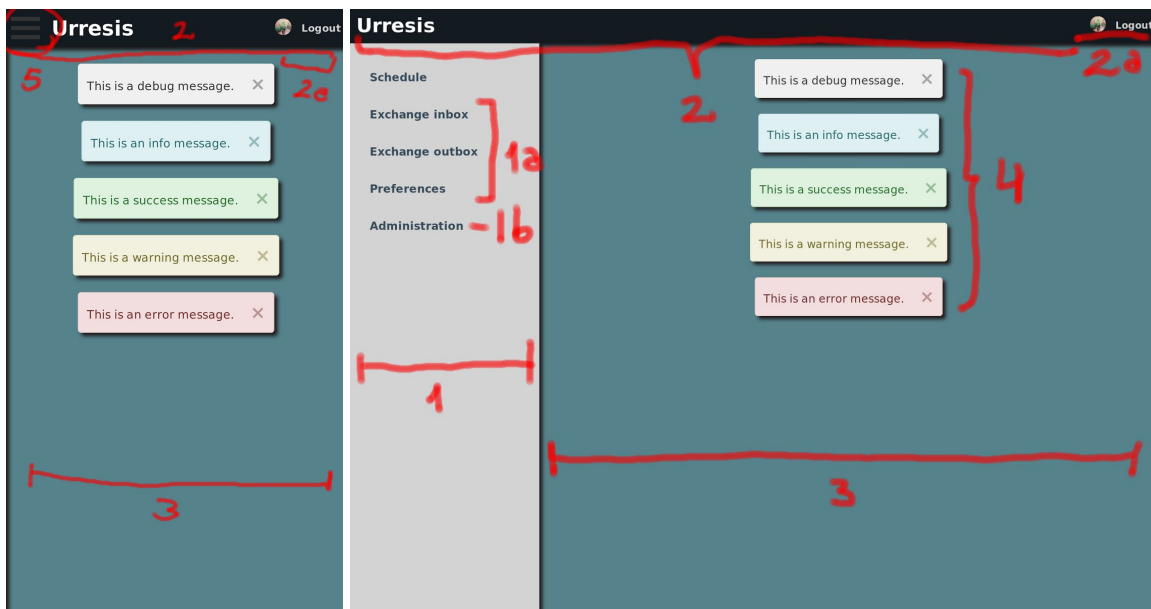 Urresis 2 Logout
5
2a
This is a debug message. ×
This is an info message. ×
This is a success message. ×
This is a warning message. ×
This is an error message. ×
3
Urresis Logout
2a
2
Schedule
Exchange inbox
Exchange outbox
Preferences
1a
Administration 1b
1
This is a debug message. ×
This is an info message. ×
This is a success message. ×
This is a warning message. ×
This is an error message. ×
4
3